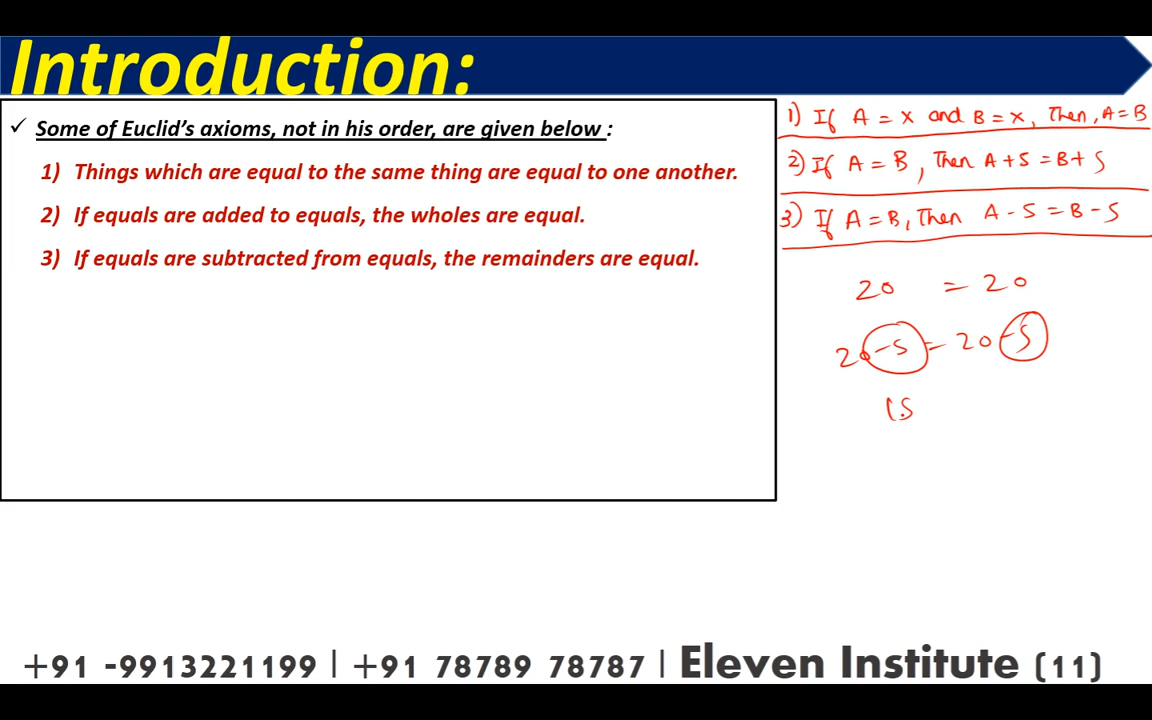 Introduction:
✓ Some of Euclid's axioms, not in his order, are given below :
1) Things which are equal to the same thing are equal to one another.
2) If equals are added to equals, the wholes are equal.
3) If equals are subtracted from equals, the remainders are equal.
1) If A = x and B = x, Then, A = B
2) If A = B, Then A + 5 = B + 5
3) If A = B, Then A - 5 = B - 5
20 = 20
20 - 5 = 20 - 5
15
+91 -9913221199 | +91 78789 78787 | Eleven Institute (11)